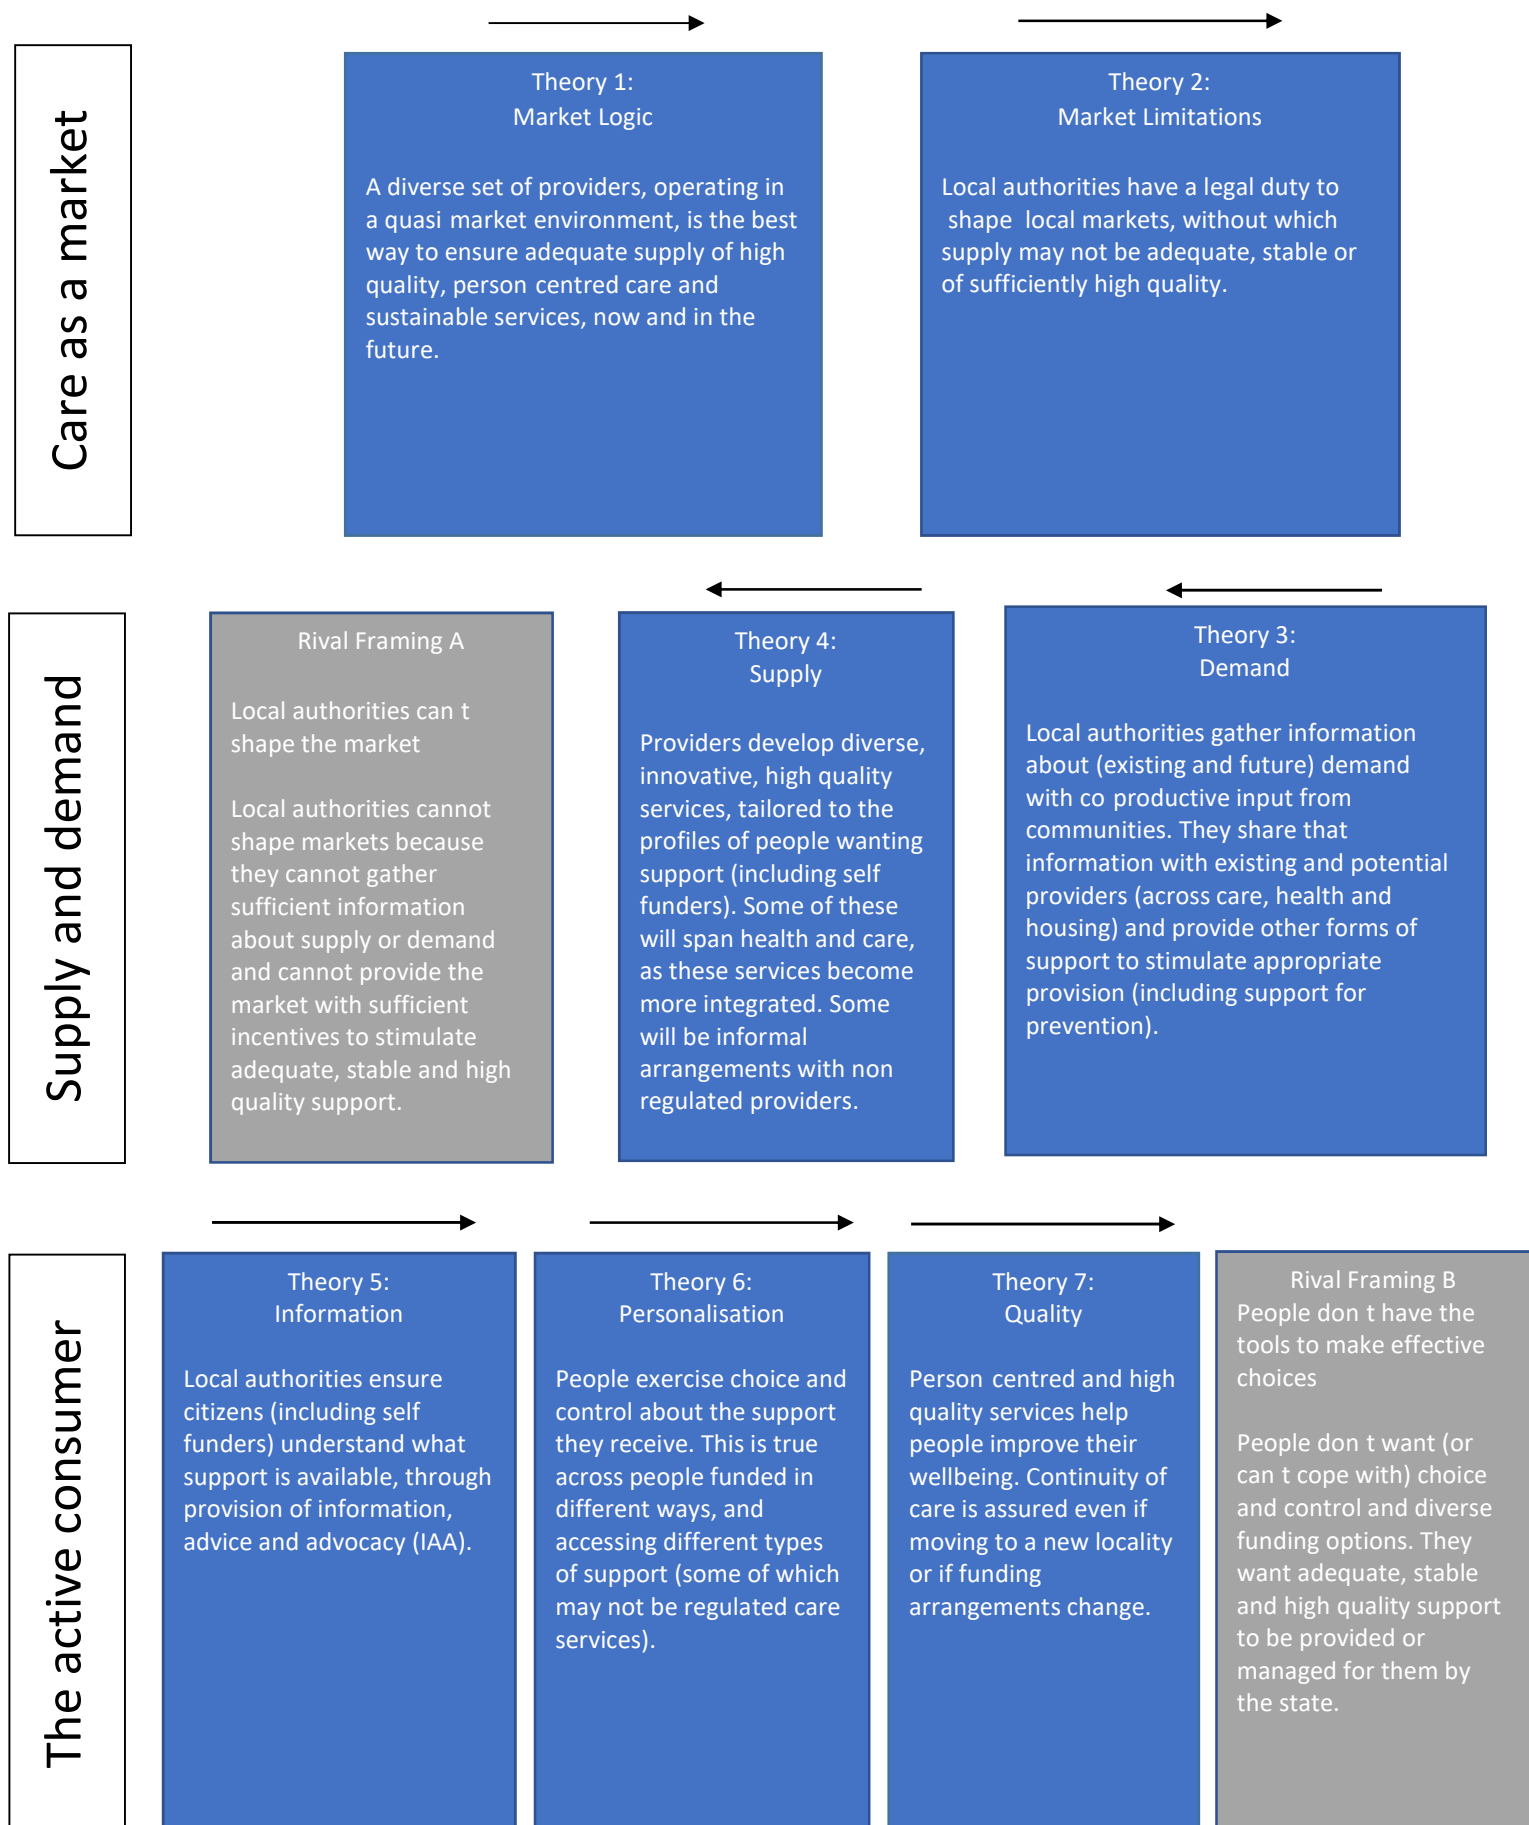 Care as a market
Theory 1:
Market Logic
A diverse set of providers, operating in
a quasi market environment, is the best
way to ensure adequate supply of high
quality, person centred care and
sustainable services, now and in the
future.
Theory 2:
Market Limitations
Local authorities have a legal duty to
shape local markets, without which
supply may not be adequate, stable or
of sufficiently high quality.
Supply and demand
Rival Framing A
Local authorities can t
shape the market
Local authorities cannot
shape markets because
they cannot gather
sufficient information
about supply or demand
and cannot provide the
market with sufficient
incentives to stimulate
adequate, stable and high
quality support.
Theory 4:
Supply
Providers develop diverse,
innovative, high quality
services, tailored to the
profiles of people wanting
support (including self
funders). Some of these
will span health and care,
as these services become
more integrated. Some
will be informal
arrangements with non
regulated providers.
Theory 3:
Demand
Local authorities gather information
about (existing and future) demand
with co productive input from
communities. They share that
information with existing and potential
providers (across care, health and
housing) and provide other forms of
support to stimulate appropriate
provision (including support for
prevention).
The active consumer
Theory 5:
Information
Local authorities ensure
citizens (including self
funders) understand what
support is available, through
provision of information,
advice and advocacy (IAA).
Theory 6:
Personalisation
People exercise choice and
control about the support
they receive. This is true
across people funded in
different ways, and
accessing different types
of support (some of which
may not be regulated care
services).
Theory 7:
Quality
Person centred and high
quality services help
people improve their
wellbeing. Continuity of
care is assured even if
moving to a new locality
or if funding
arrangements change.
Rival Framing B
People don t have the
tools to make effective
choices
People don t want (or
can t cope with) choice
and control and diverse
funding options. They
want adequate, stable
and high quality support
to be provided or
managed for them by
the state.